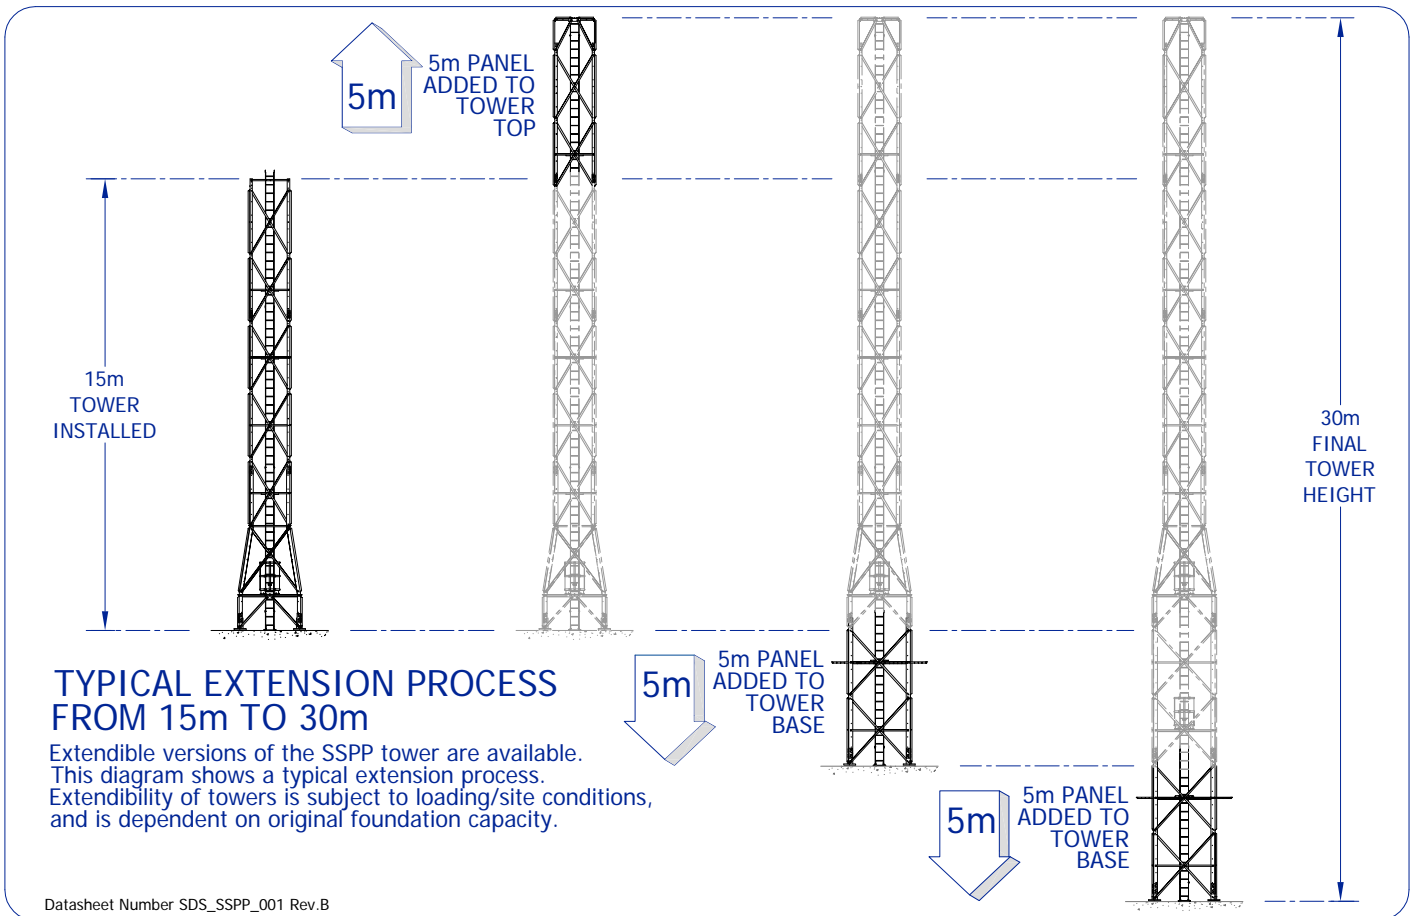 5m
5m PANEL
ADDED TO
TOWER
TOP
15m
TOWER
INSTALLED
30m
FINAL
TOWER
HEIGHT
5m
5m PANEL
ADDED TO
TOWER
BASE
TYPICAL EXTENSION PROCESS
FROM 15m TO 30m
Extendible versions of the SSPP tower are available.
This diagram shows a typical extension process.
Extendibility of towers is subject to loading/site conditions,
and is dependent on original foundation capacity.
5m
5m PANEL
ADDED TO
TOWER
BASE
Datasheet Number SDS_SSPP_001 Rev.B